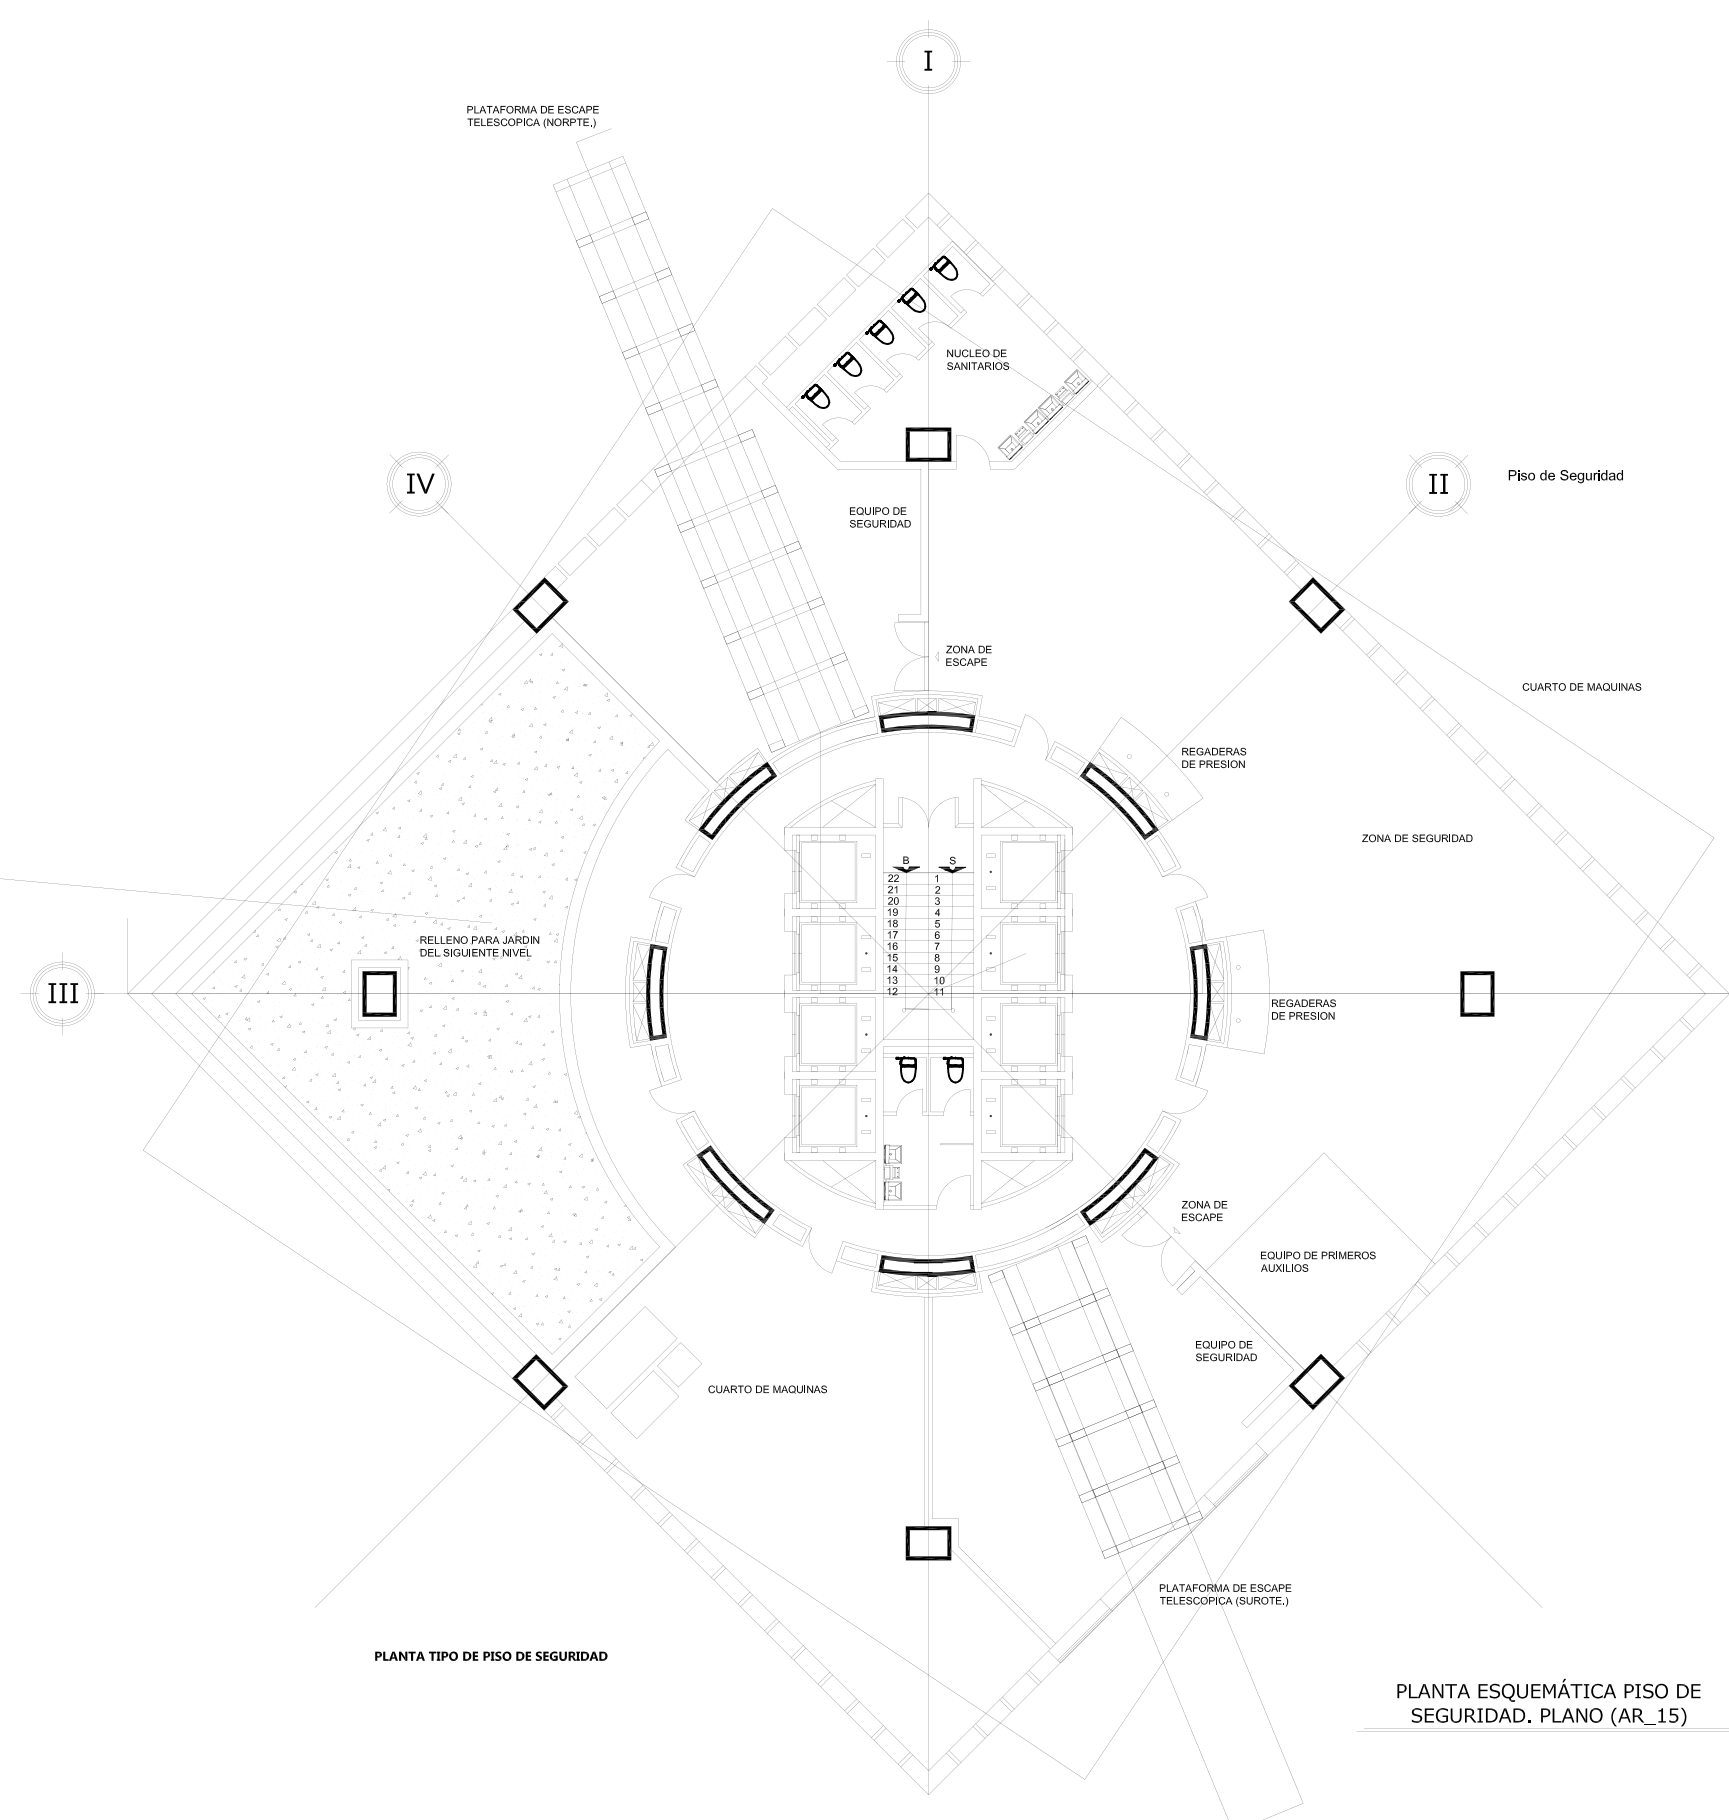 I
PLATAFORMA DE ESCAPE
TELESCOPICA (NORPTE,)
NUCLEO DE
SANITARIOS
IV
II
Piso de Seguridad
EQUIPO DE
SEGURIDAD
ZONA DE
ESCAPE
CUARTO DE MAQUINAS
REGADERAS
DE PRESION
ZONA DE SEGURIDAD
B S
22 1
21 2
20 3
19 4
18 5
17 6
16 7
15 8
14 9
13 10
12 11
RELLENO PARA JARDIN
DEL SIGUIENTE NIVEL
III
REGADERAS
DE PRESION
ZONA DE
ESCAPE
EQUIPO DE PRIMEROS
AUXILIOS
EQUIPO DE
SEGURIDAD
CUARTO DE MAQUINAS
PLATAFORMA DE ESCAPE
TELESCOPICA (SUROTE.)
PLANTA TIPO DE PISO DE SEGURIDAD
PLANTA ESQUEMÁTICA PISO DE
SEGURIDAD. PLANO (AR_15)